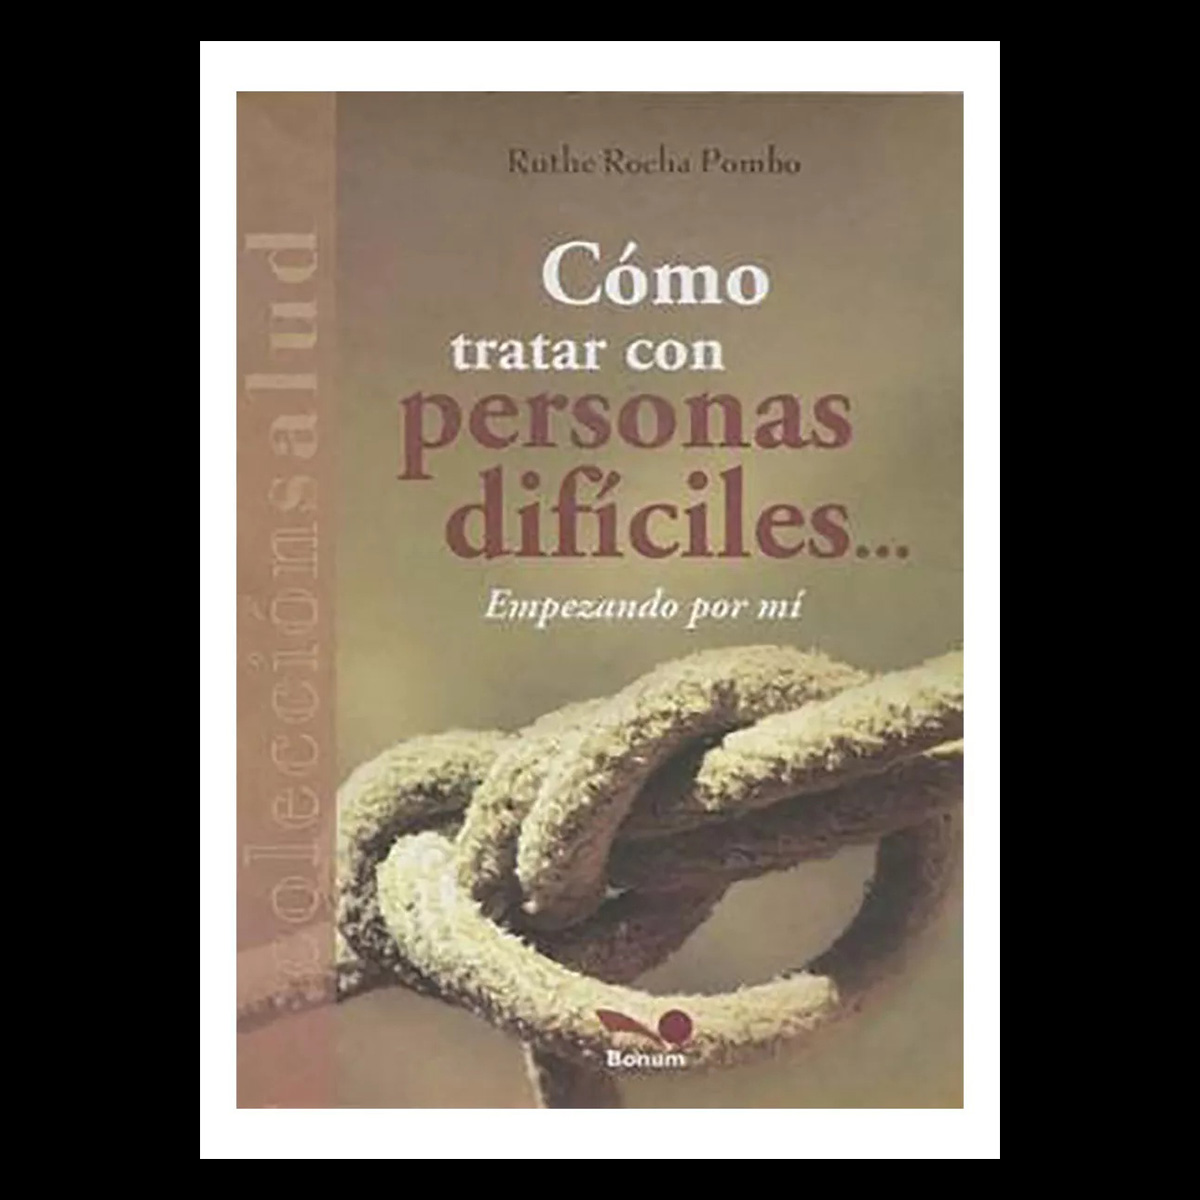 Ruthe Rocha Pombo
Cómo
tratar con
personas
difíciles...
Empezando por mí
colecciónsalud
Bonum